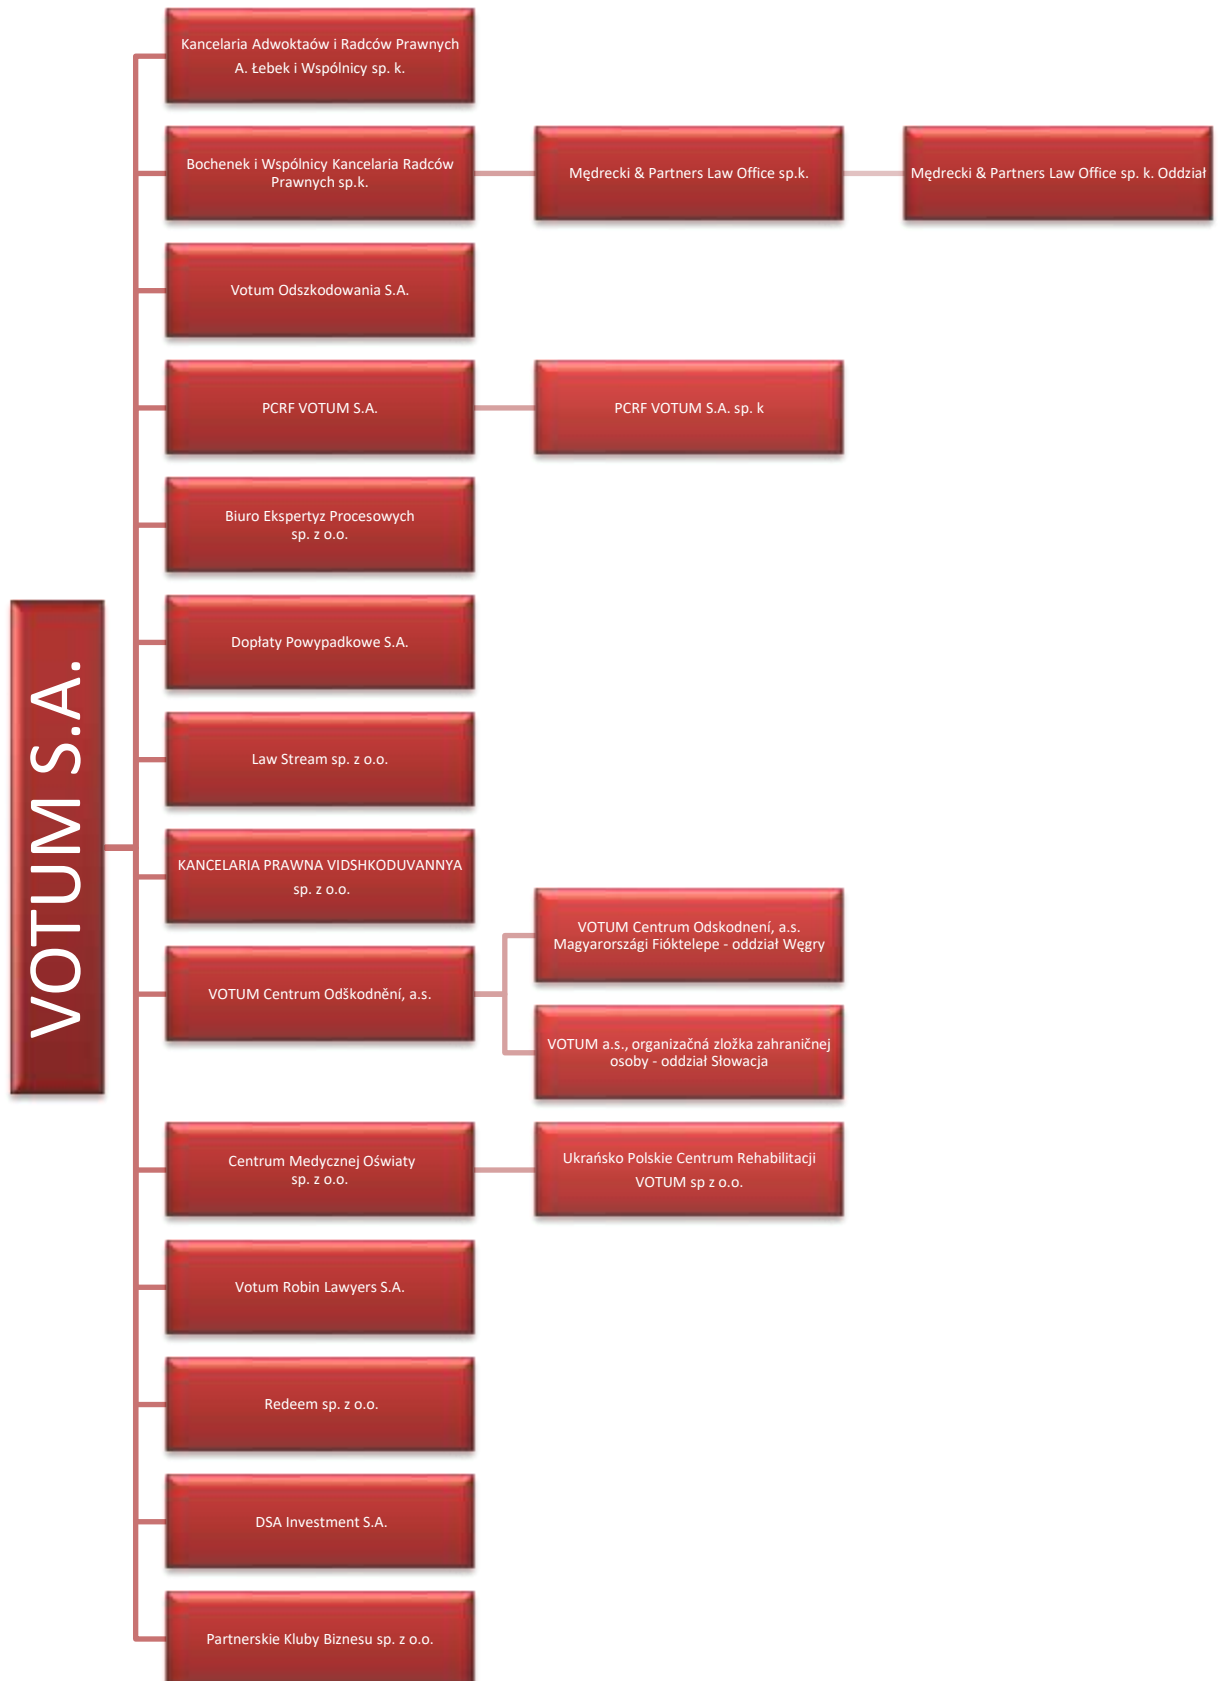 VOTUM S.A.
Kancelaria Adwoktaów i Radców Prawnych
A. Łebek i Wspólnicy sp. k.
Bochenek i Wspólnicy Kancelaria Radców
Prawnych sp.k.
Mędrecki & Partners Law Office sp.k.
Mędrecki & Partners Law Office sp. k. Oddział
Votum Odszkodowania S.A.
PCRF VOTUM S.A.
PCRF VOTUM S.A. sp. k
Biuro Ekspertyz Procesowych
sp. z o.o.
Dopłaty Powypadkowe S.A.
Law Stream sp. z o.o.
KANCELARIA PRAWNA VIDSHKODUVANNYA
sp. z o.o.
VOTUM Centrum Odškodnění, a.s.
VOTUM Centrum Odskodnení, a.s.
Magyarországi Fióktelepe - oddział Węgry
VOTUM a.s., organizačná zložka zahraničnej
osoby - oddział Słowacja
Centrum Medycznej Oświaty
sp. z o.o.
Ukrańsko Polskie Centrum Rehabilitacji
VOTUM sp z o.o.
Votum Robin Lawyers S.A.
Redeem sp. z o.o.
DSA Investment S.A.
Partnerskie Kluby Biznesu sp. z o.o.